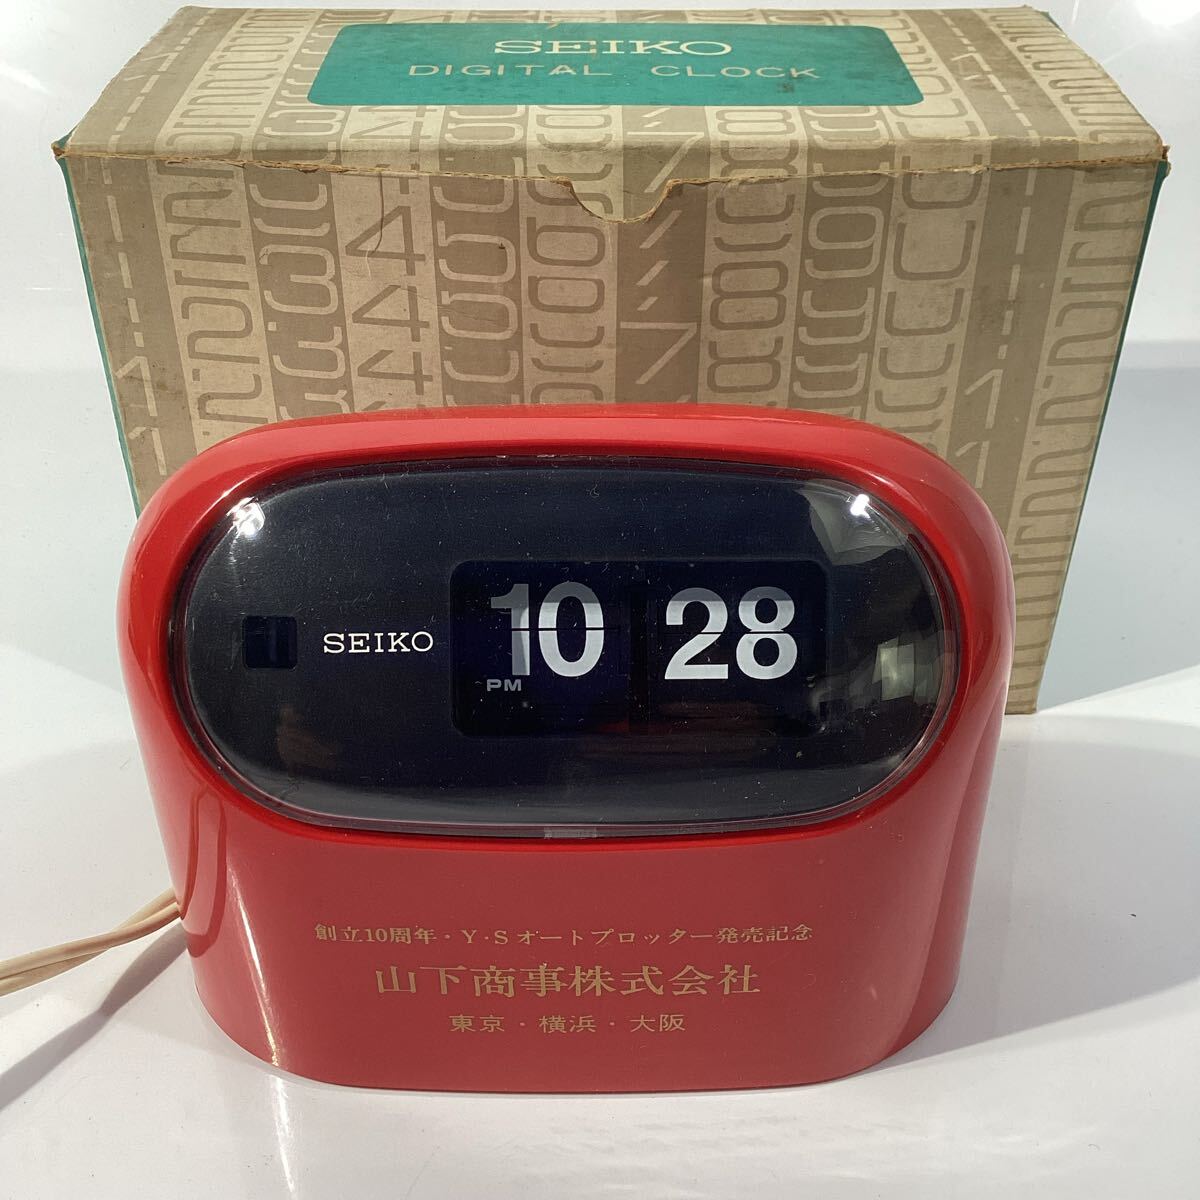 SEIKO
DIGITAL CLOCK
SEIKO
PM 10 28
創立10周年・Y・Sオートプロッター発売記念
山下商事株式会社
東京・横浜・大阪